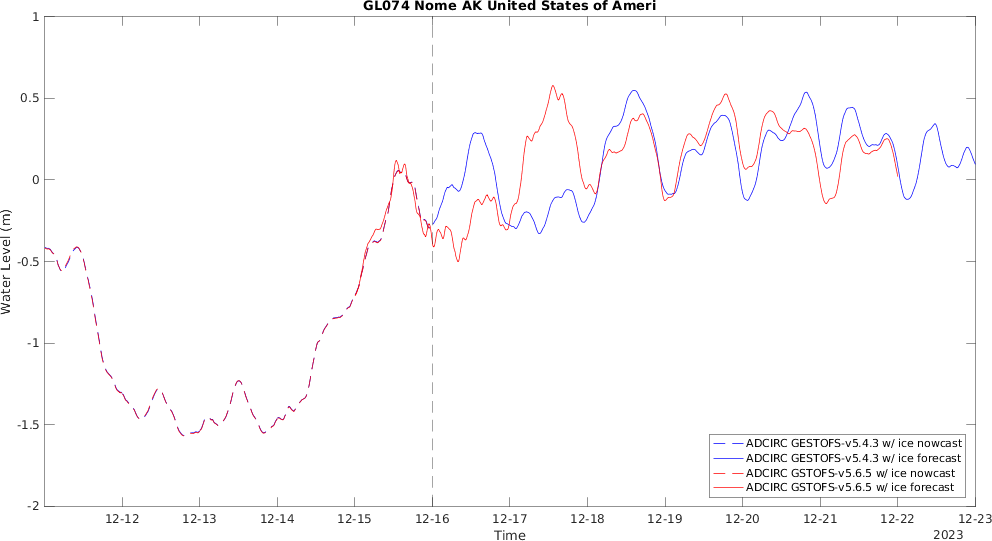 GL074 Nome AK United States of Ameri
Water Level (m)
1
0.5
0
-0.5
-1
-1.5
-2
12-12 12-13 12-14 12-15 12-16 12-17 12-18 12-19 12-20 12-21 12-22 12-23
Time
2023
ADCIRC GESTOFS-v5.4.3 w/ ice nowcast
ADCIRC GESTOFS-v5.4.3 w/ ice forecast
ADCIRC GSTOFS-v5.6.5 w/ ice nowcast
ADCIRC GSTOFS-v5.6.5 w/ ice forecast